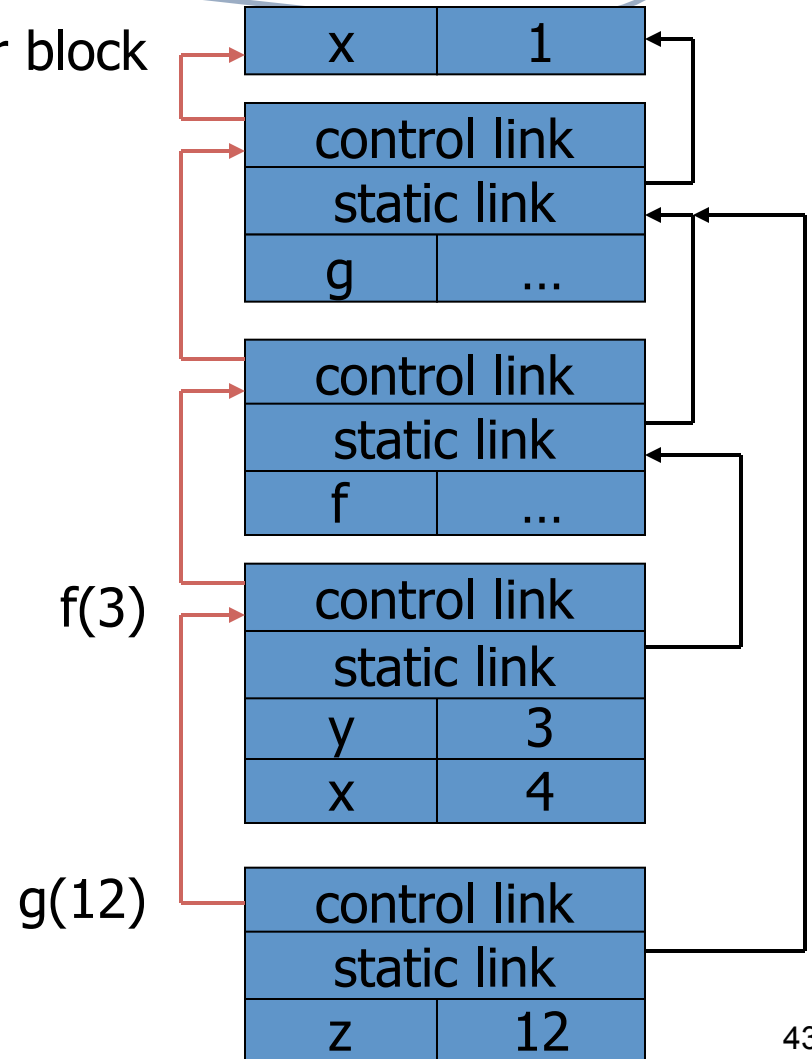 block x 1
control link
static link
g ...
control link
static link
f ...
f(3) control link
static link
y 3
x 4
g(12) control link
static link
z 12
43